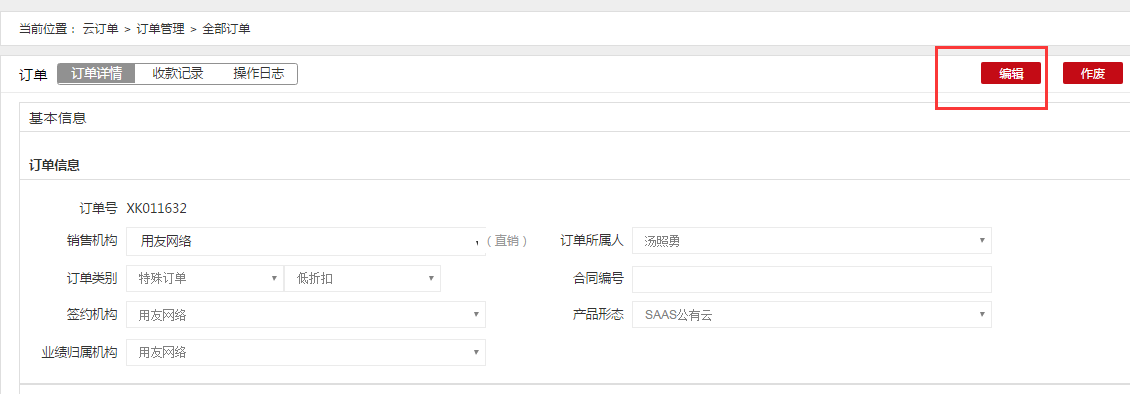 当前位置： 云订单 > 订单管理 > 全部订单
订单 订单详情 收款记录 操作日志 编辑 作废
基本信息
订单信息
订单号 XK011632
销售机构 用友网络 （直销） 订单所属人 汤照勇
订单类别 特殊订单 低折扣 合同编号
签约机构 用友网络 产品形态 SAAS公有云
业绩归属机构 用友网络